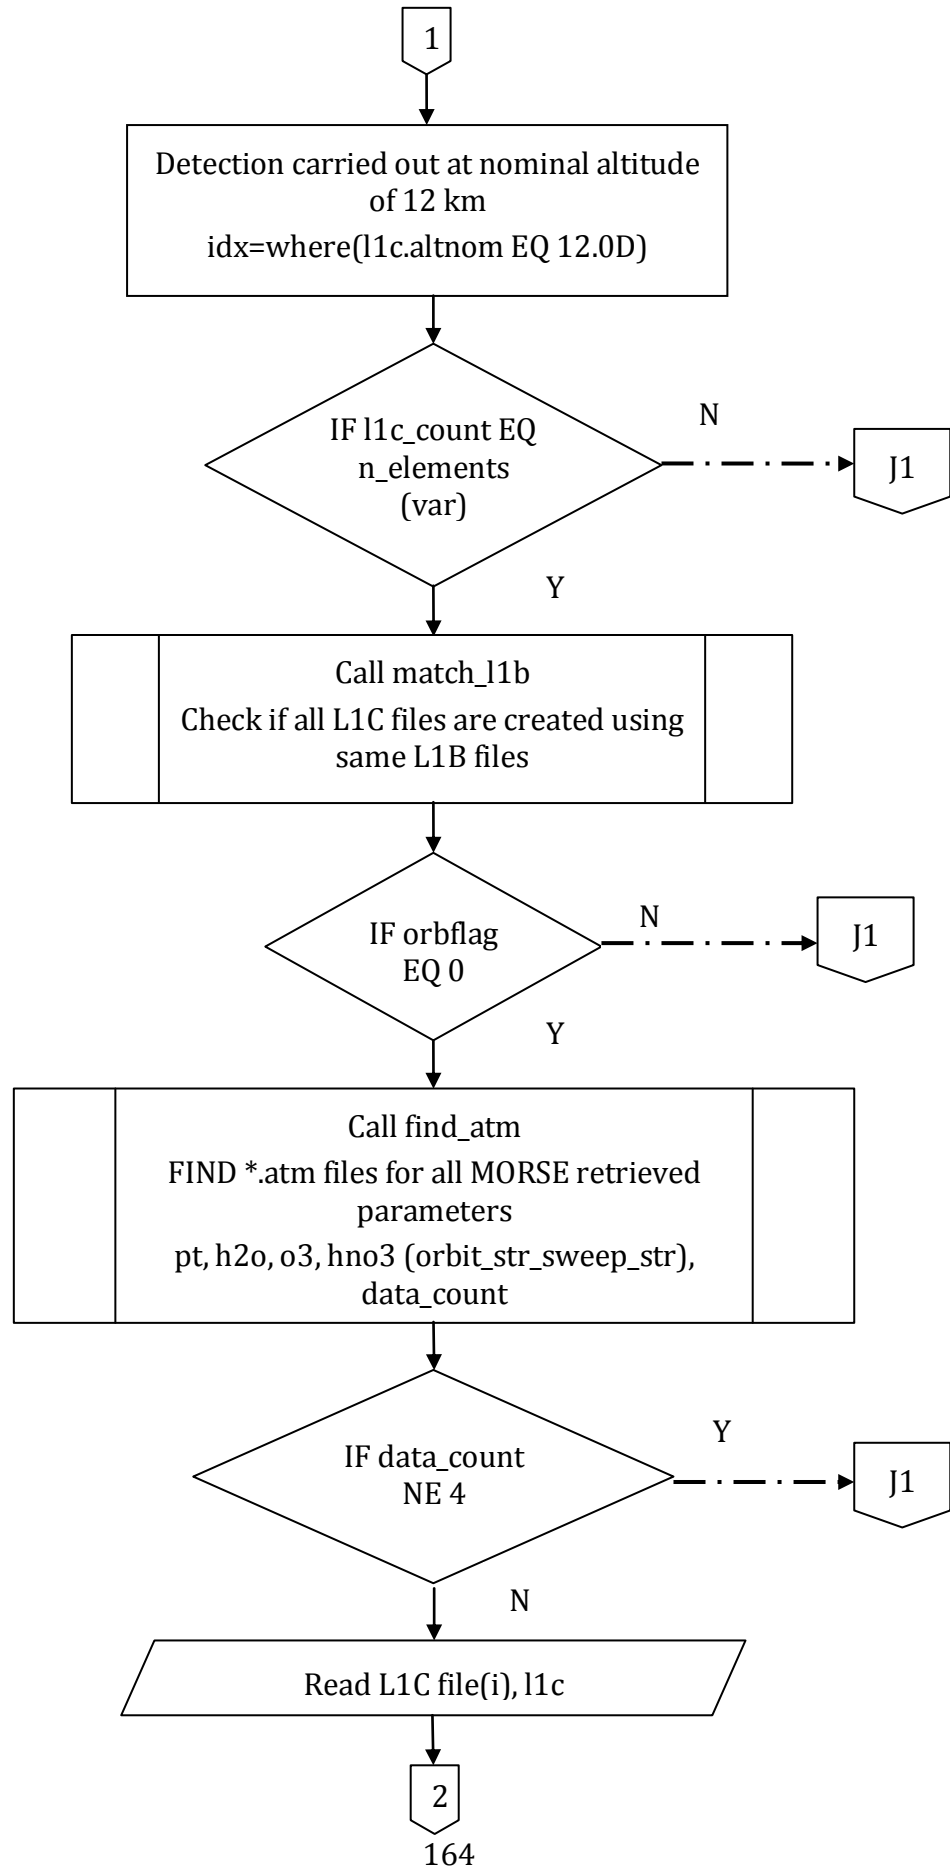 1
Detection carried out at nominal altitude
of 12 km
idx=where(l1c.altnom EQ 12.0D)
IF l1c_count EQ
n_elements
(var)
N
J1
Y
Call match_l1b
Check if all L1C files are created using
same L1B files
IF orbflag
EQ 0
N
J1
Y
Call find_atm
FIND *.atm files for all MORSE retrieved
parameters
pt, h2o, o3, hno3 (orbit_str_sweep_str),
data_count
IF data_count
NE 4
Y
J1
N
Read L1C file(i), l1c
2
164